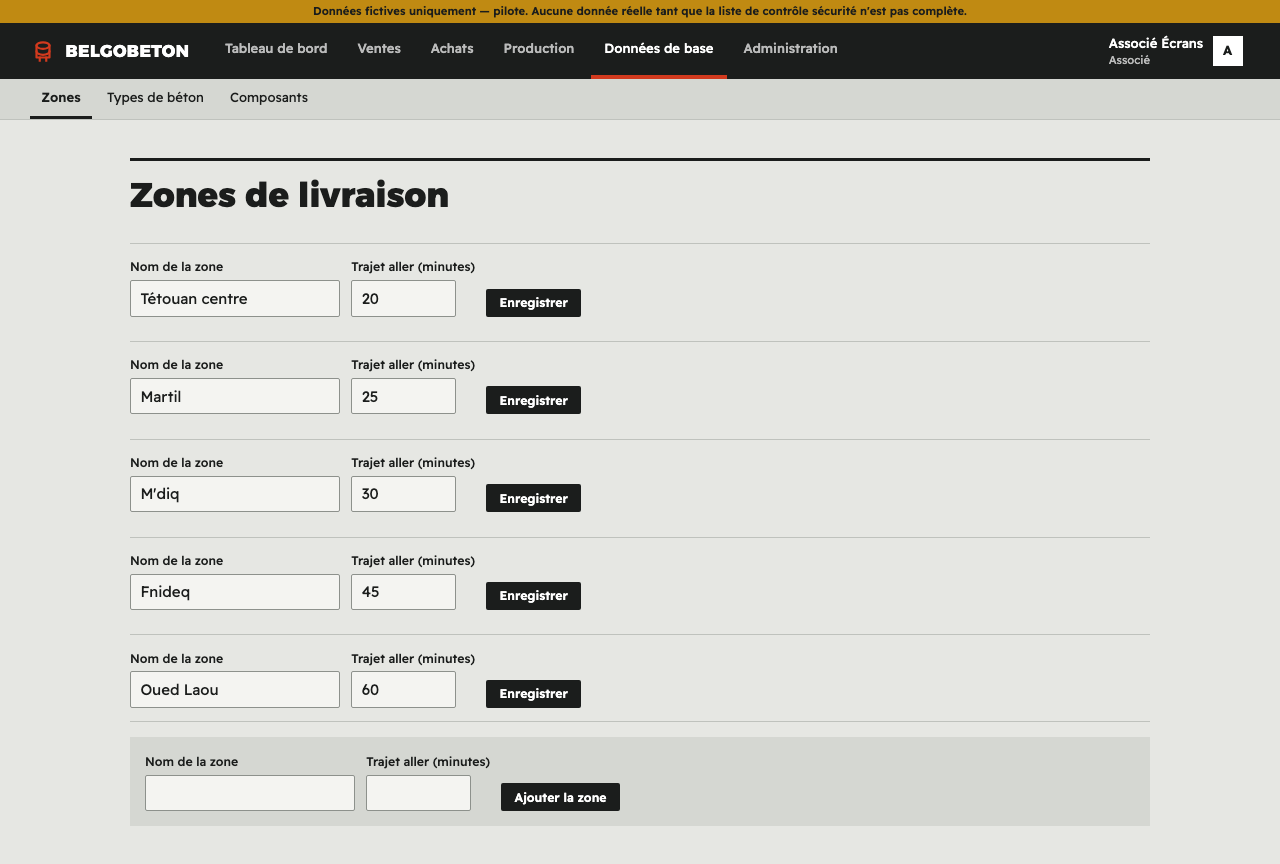 Données fictives uniquement — pilote. Aucune donnée réelle tant que la liste de contrôle sécurité n'est pas complète.
BELGOBETON Tableau de bord Ventes Achats Production Données de base Administration Associé Écrans A
Associé
Zones Types de béton Composants
Zones de livraison
Nom de la zone Trajet aller (minutes)
Tétouan centre 20 Enregistrer
Nom de la zone Trajet aller (minutes)
Martil 25 Enregistrer
Nom de la zone Trajet aller (minutes)
M'diq 30 Enregistrer
Nom de la zone Trajet aller (minutes)
Fnideq 45 Enregistrer
Nom de la zone Trajet aller (minutes)
Oued Laou 60 Enregistrer
Nom de la zone Trajet aller (minutes)
Ajouter la zone